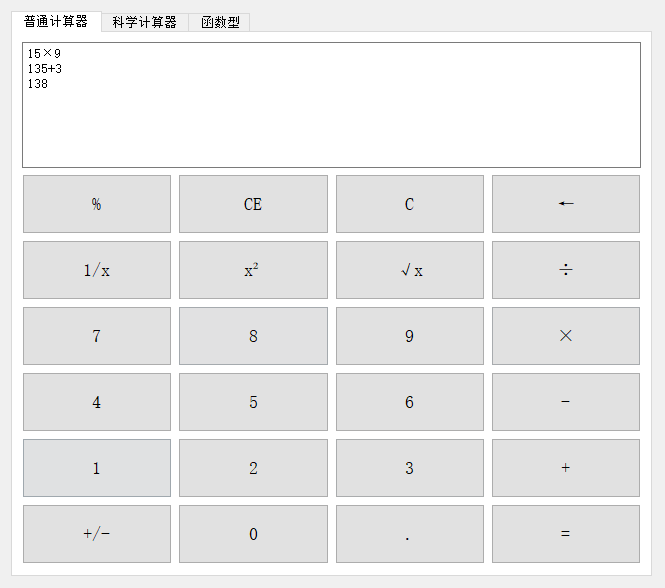 普通计算器 科学计算器 函数型
15×9
135+3
138
% CE C ←
1/x x² √x ÷
7 8 9 ×
4 5 6 -
1 2 3 +
+/- 0 . =